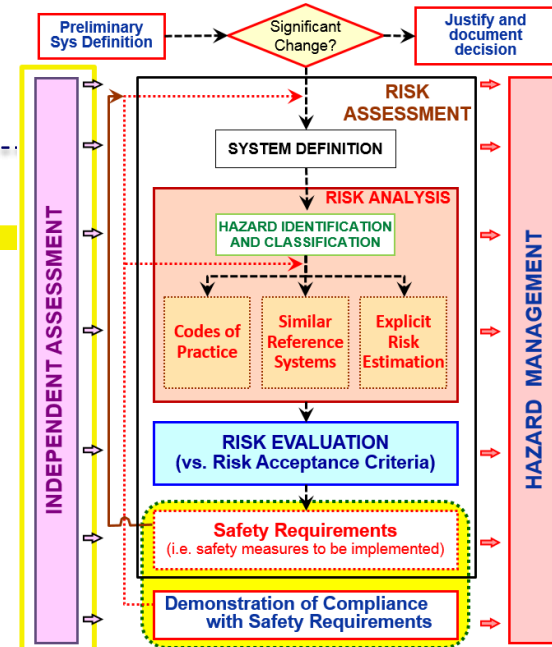 Preliminary
Sys Definition
Significant
Change?
Justify and
document
decision
RISK
ASSESSMENT
SYSTEM DEFINITION
RISK ANALYSIS
HAZARD IDENTIFICATION
AND CLASSIFICATION
Codes of
Practice
Similar
Reference
Systems
Explicit
Risk
Estimation
RISK EVALUATION
(vs. Risk Acceptance Criteria)
Safety Requirements
(i.e. safety measures to be implemented)
Demonstration of Compliance
with Safety Requirements
INDEPENDENT ASSESSMENT
HAZARD MANAGEMENT